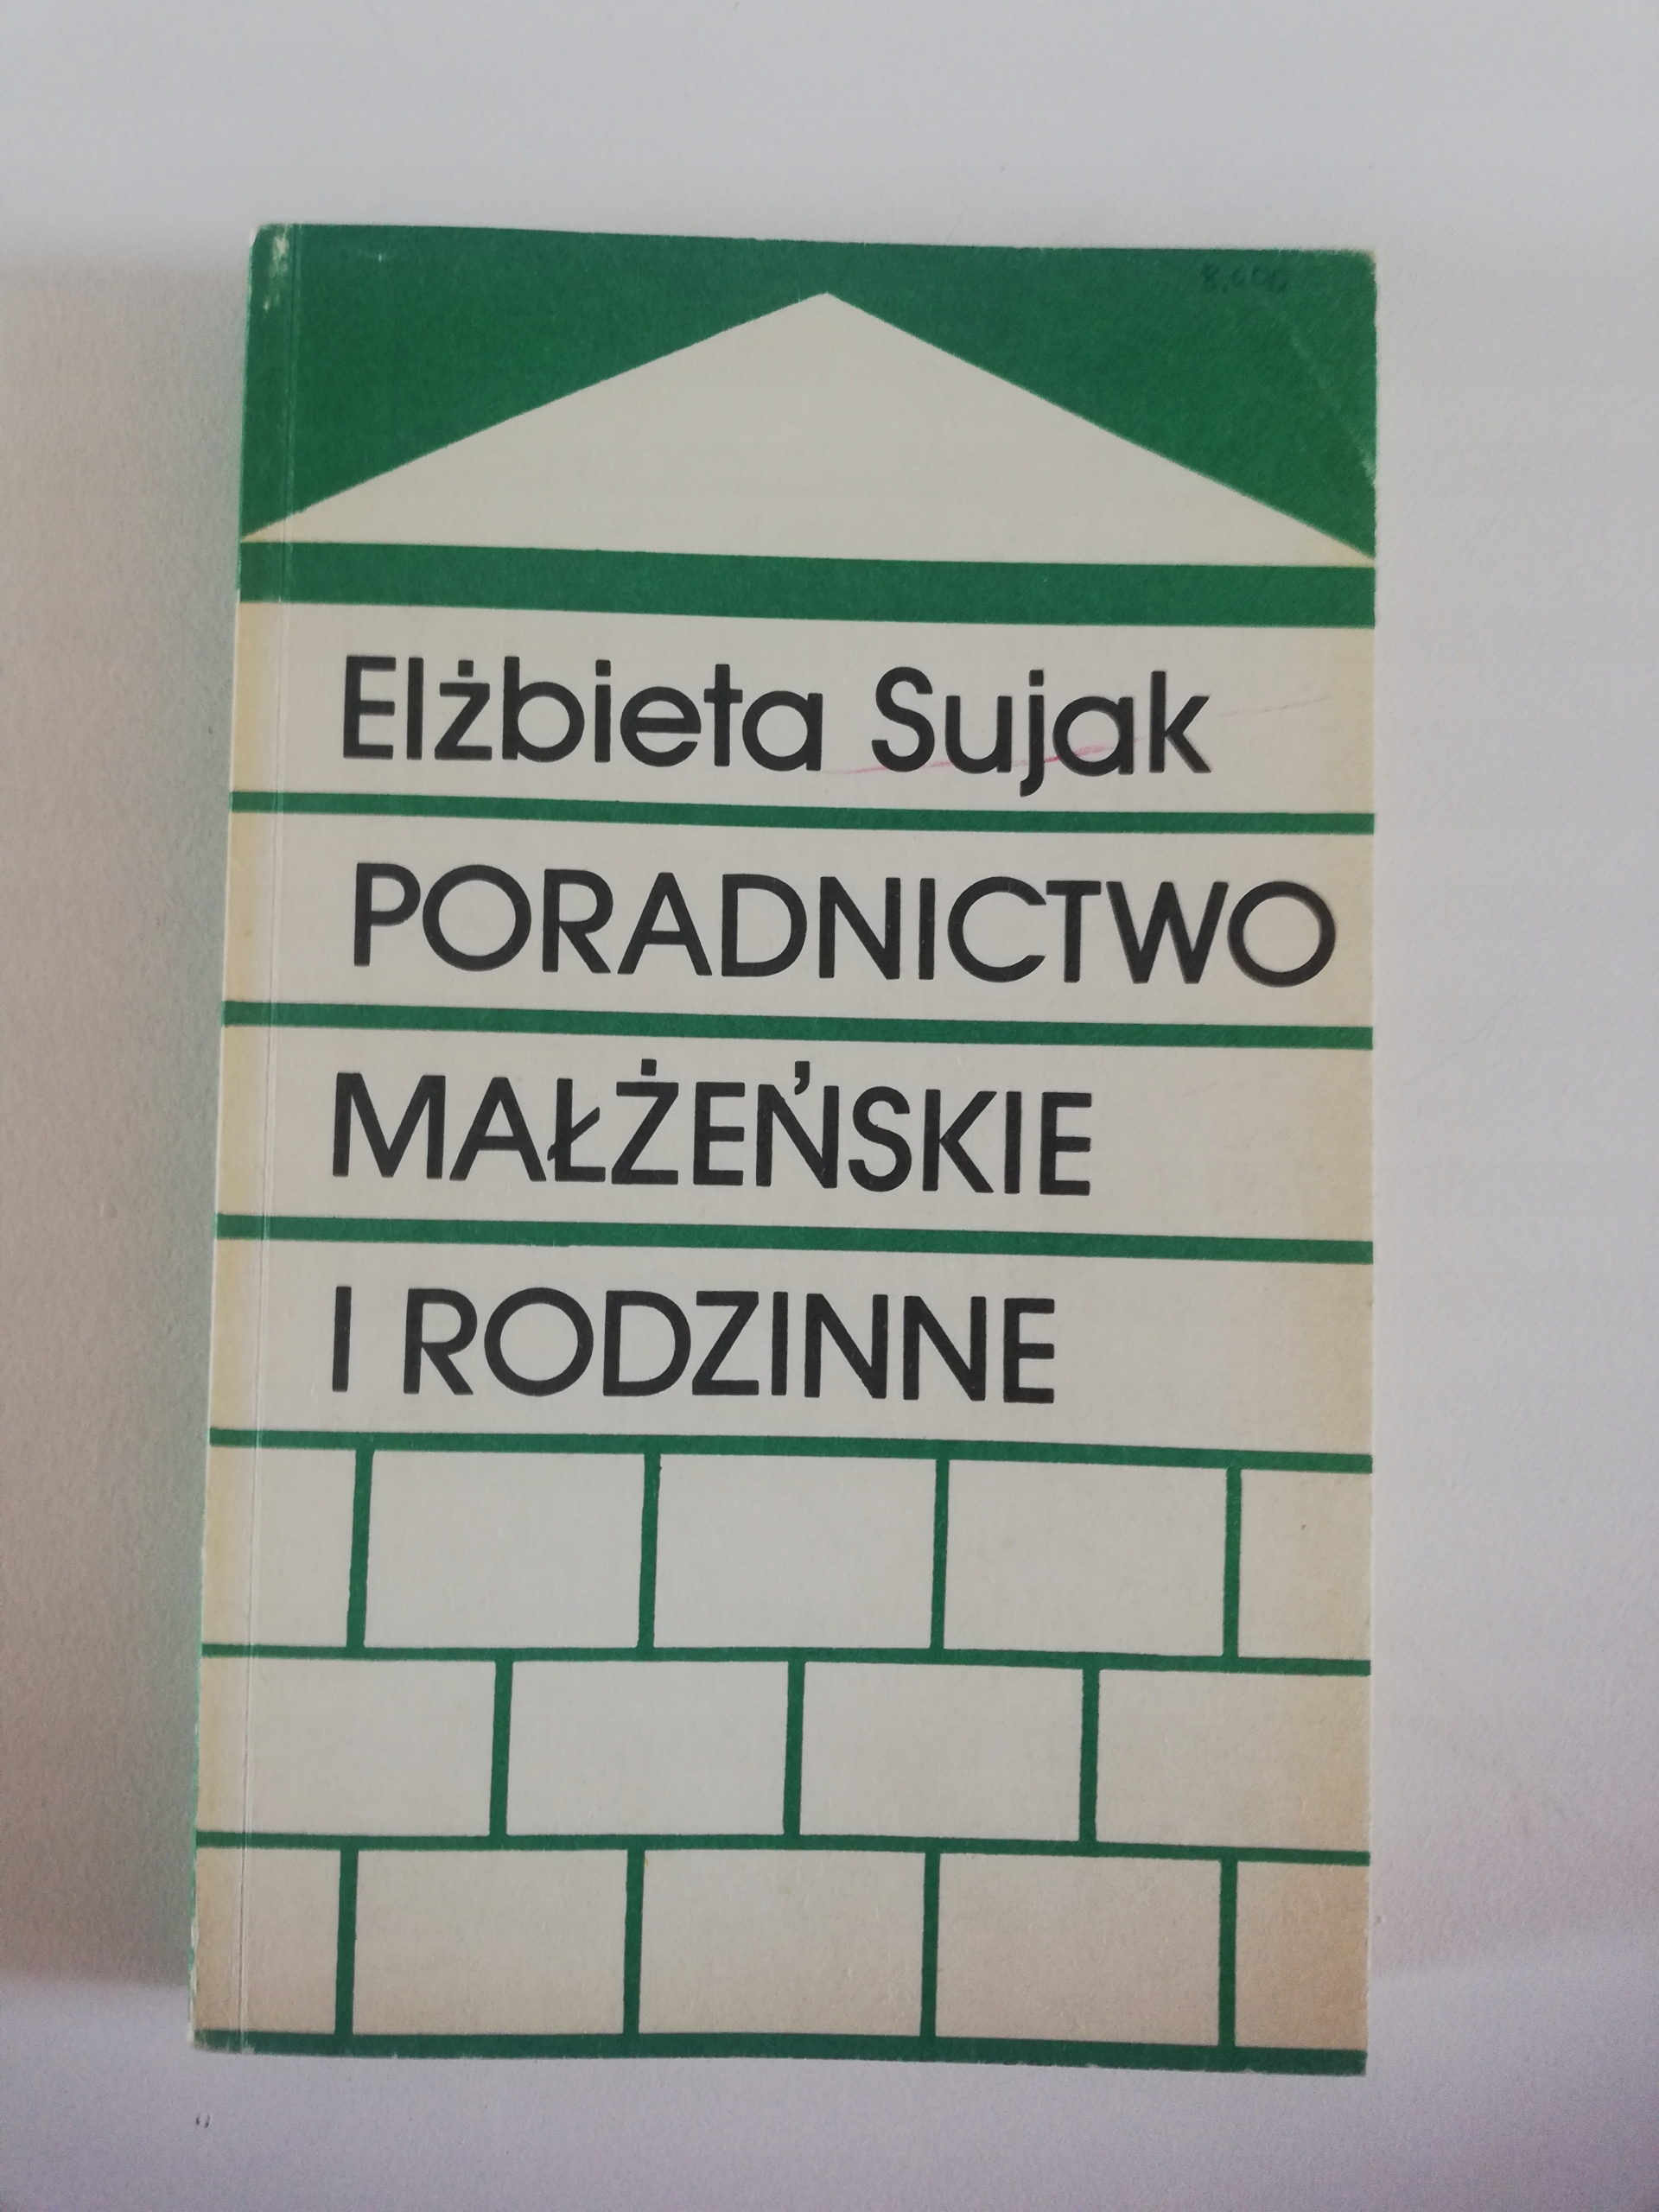 Elżbieta Sujak
PORADNICTWO
MAŁŻEŃSKIE
I RODZINNE